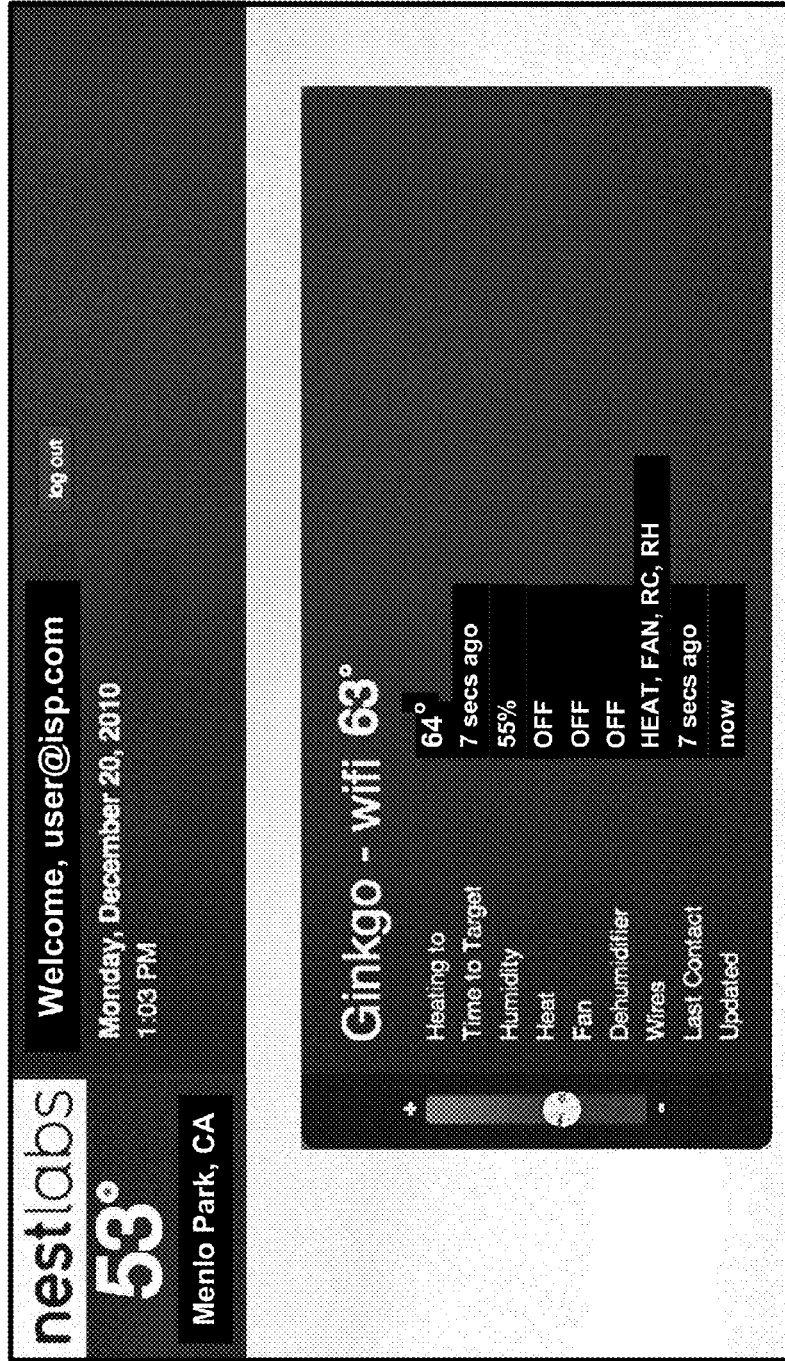 nestlabs
53°
Menlo Park, CA
Welcome, user@isp.com
log out
Monday, December 20, 2010
1:03 PM
Ginkgo - wifi 63°
+
-
Heating to 64°
Time to Target 7 secs ago
Humidity 55%
Heat OFF
Fan OFF
Dehumidifier OFF
Wires HEAT, FAN, RC, RH
Last Contact 7 secs ago
Updated now